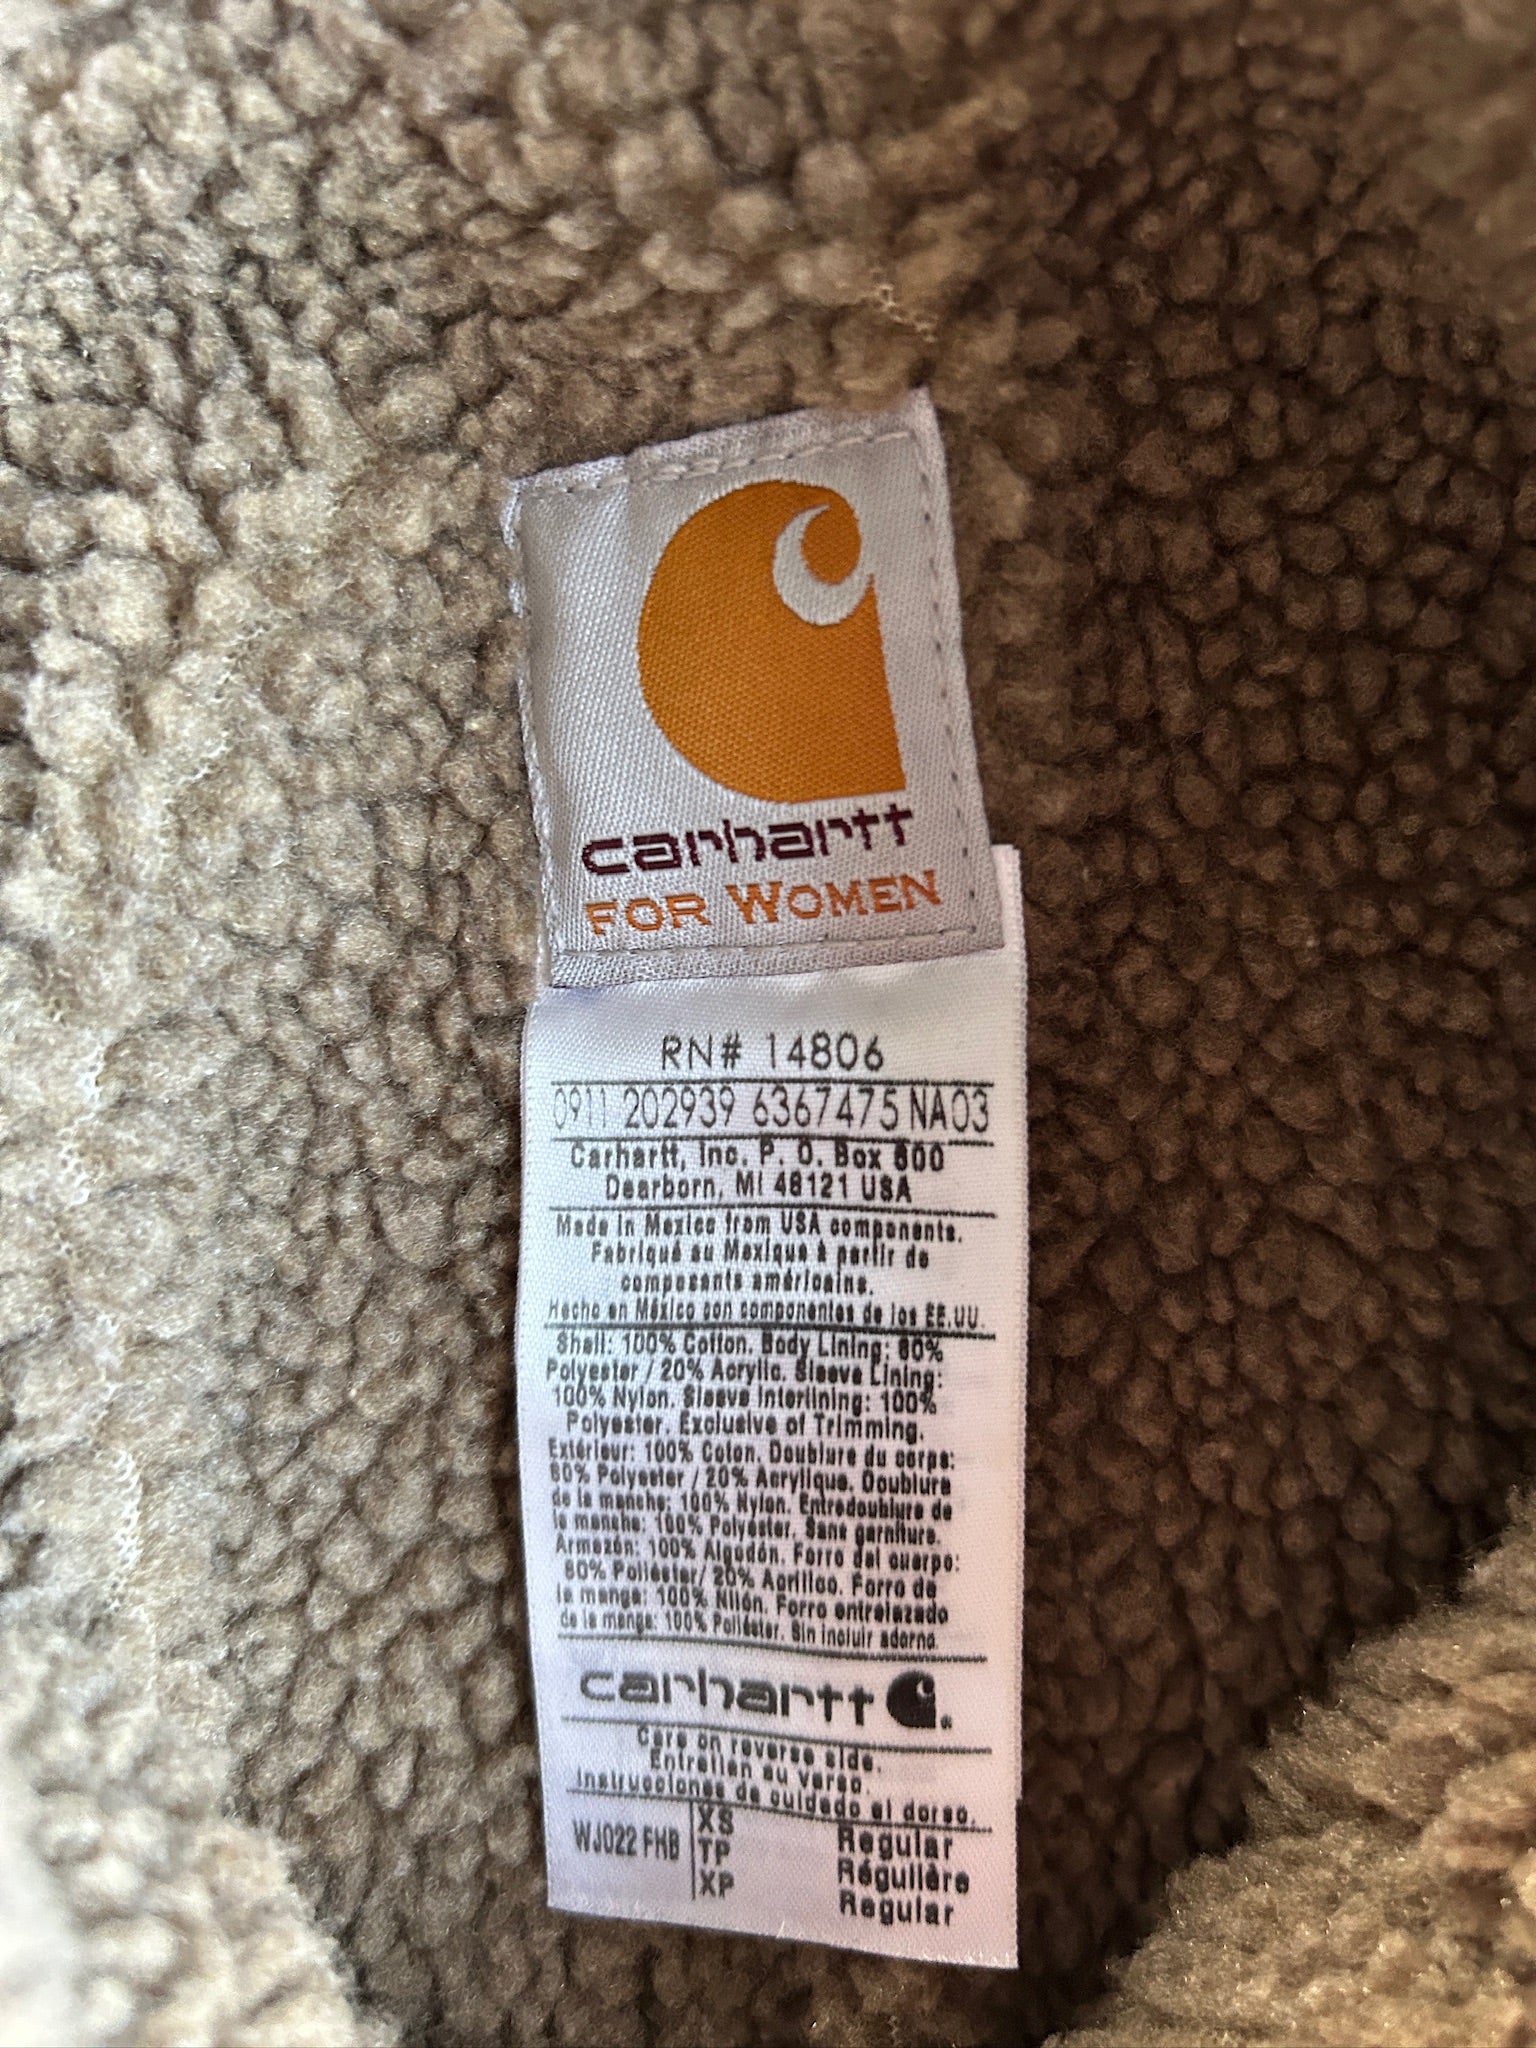 carhartt
FOR WOMEN
RN# 14806
0911 202939 6367475 NA03
Carhartt, Inc. P. O. Box 600
Dearborn, MI 48121 USA
Made in Mexico from USA components.
Fabriqué au Mexique à partir de
composants américains.
Hecho en México con componentes de los EE.UU.
Shell: 100% Cotton. Body Lining: 80%
Polyester / 20% Acrylic. Sleeve Lining:
100% Nylon. Sleeve Interlining: 100%
Polyester. Exclusive of Trimming.
Extérieur: 100% Coton. Doublure du corps:
80% Polyester / 20% Acrylique. Doublure
de la manche: 100% Nylon. Entredoublure de
la manche: 100% Polyester. Sans garniture.
Armazón: 100% Algodón. Forro del cuerpo:
80% Poliéster/ 20% Acrílico. Forro de
la manga: 100% Nilón. Forro entrelazado
de la manga: 100% Poliéster. Sin incluir adorno.
carhartt
Care on reverse side.
Entretien au verso.
Instrucciones de cuidado al dorso.
WJ022 FHB XS Regular
TP Régulière
XP Regular